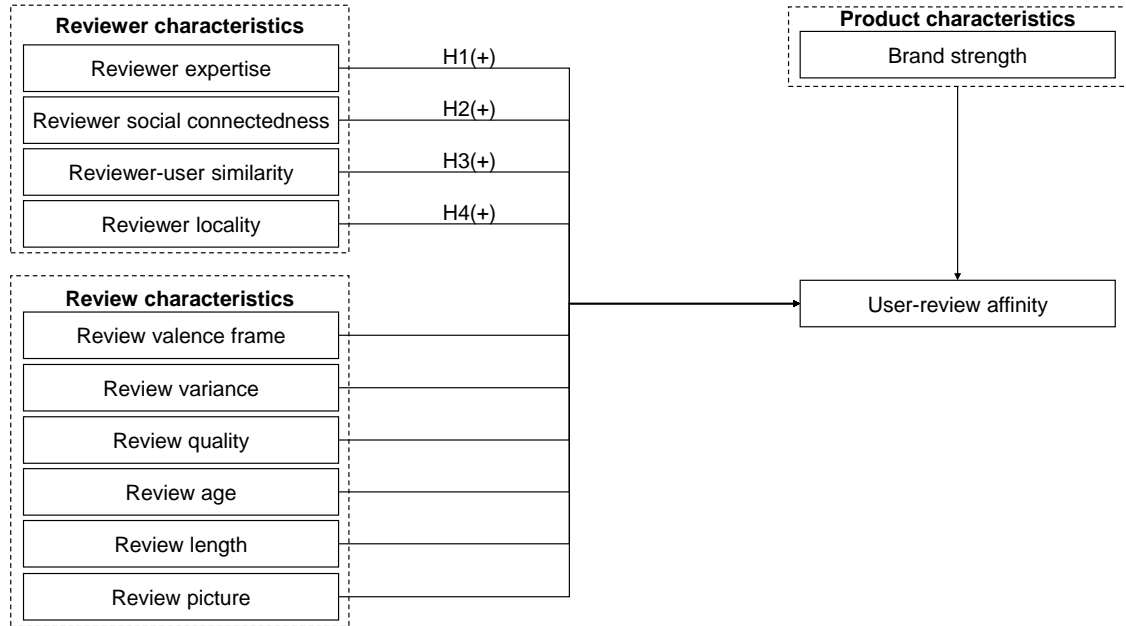 Reviewer characteristics
Reviewer expertise
Reviewer social connectedness
Reviewer-user similarity
Reviewer locality
H1(+)
H2(+)
H3(+)
H4(+)
Review characteristics
Review valence frame
Review variance
Review quality
Review age
Review length
Review picture
Product characteristics
Brand strength
User-review affinity